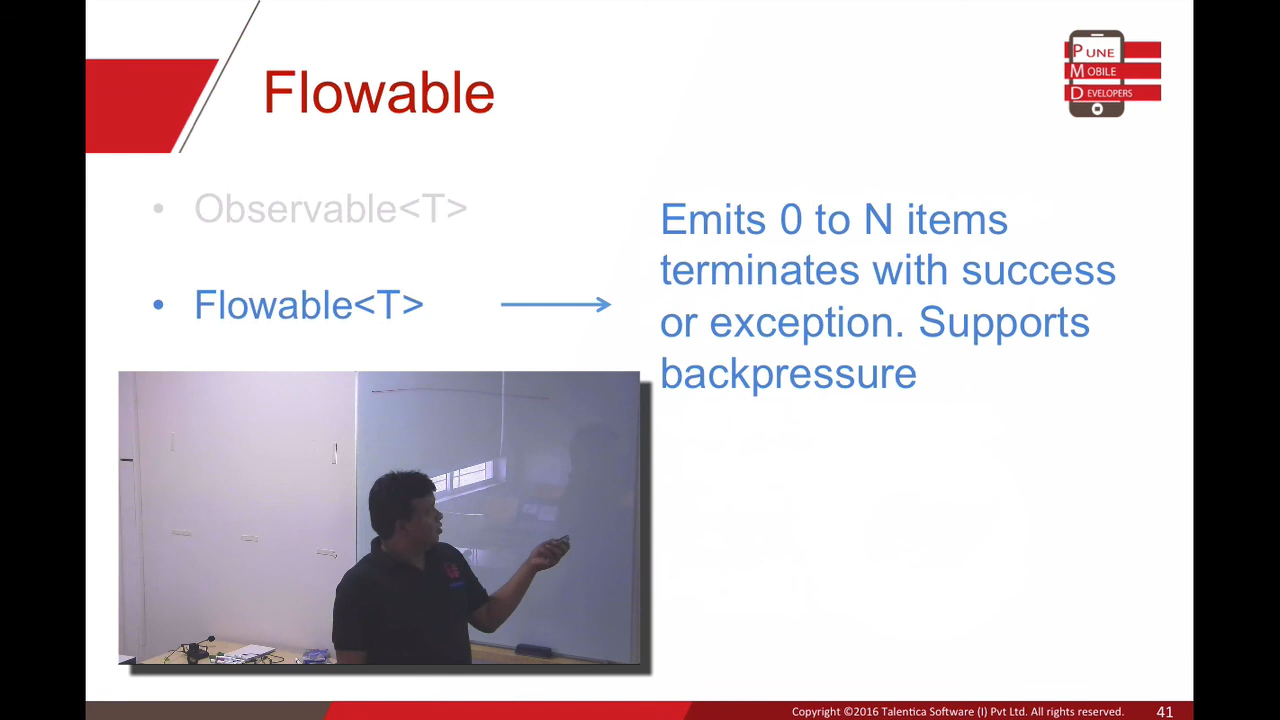 Flowable
PUNE
MOBILE
DEVELOPERS
• Observable<T>
• Flowable<T>
Emits 0 to N items
terminates with success
or exception. Supports
backpressure
Copyright ©2016 Talentica Software (I) Pvt Ltd. All rights reserved.
41